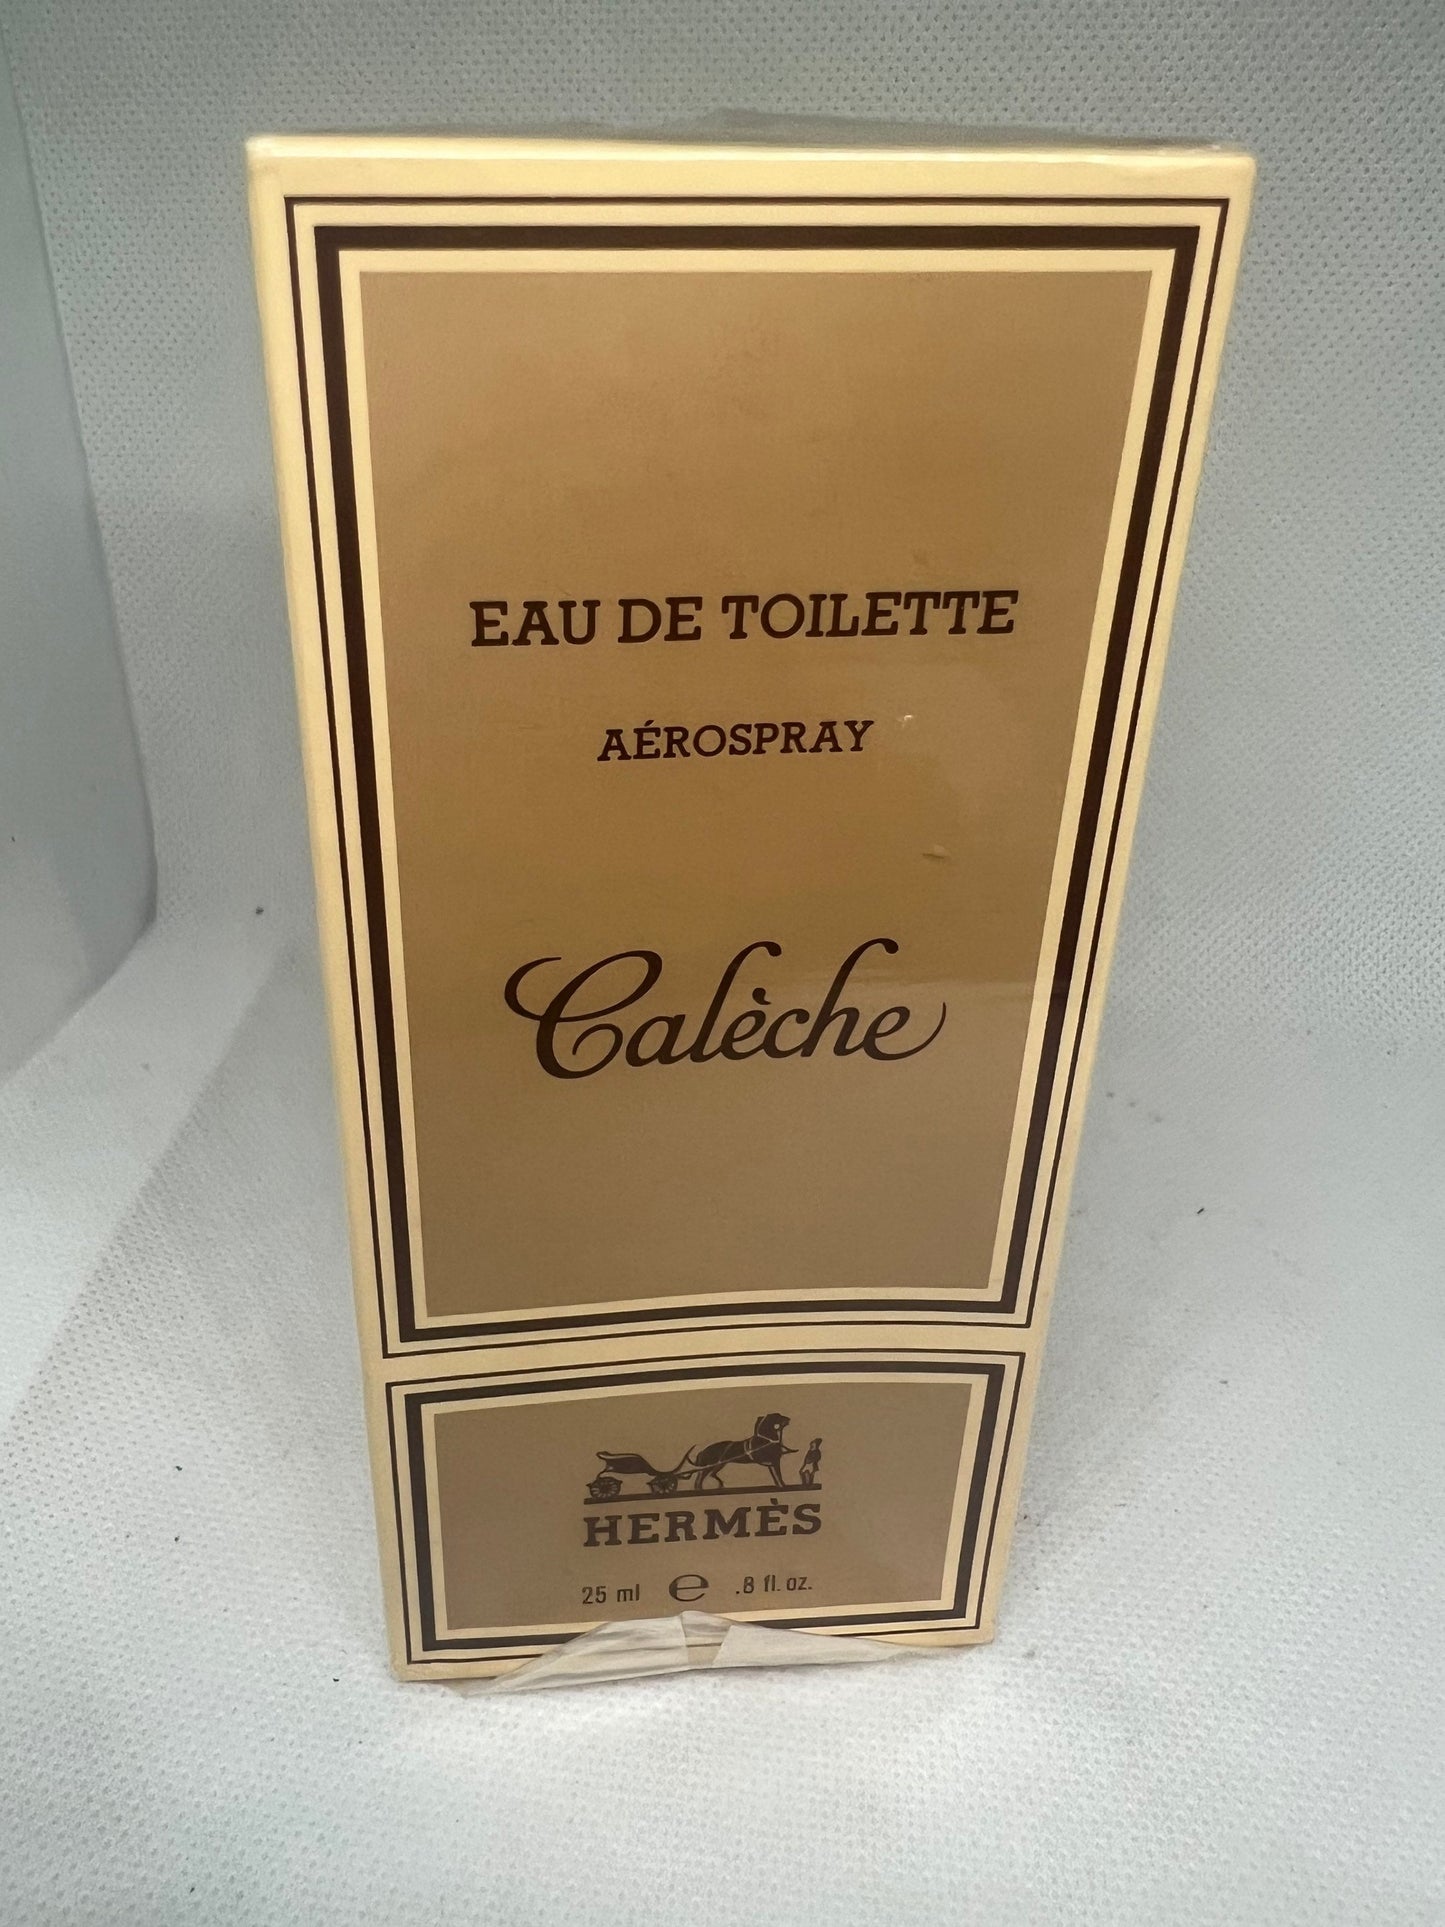 EAU DE TOILETTE
AÉROSPRAY
Calèche
HERMÈS
25 ml ℮ .8 fl. oz.